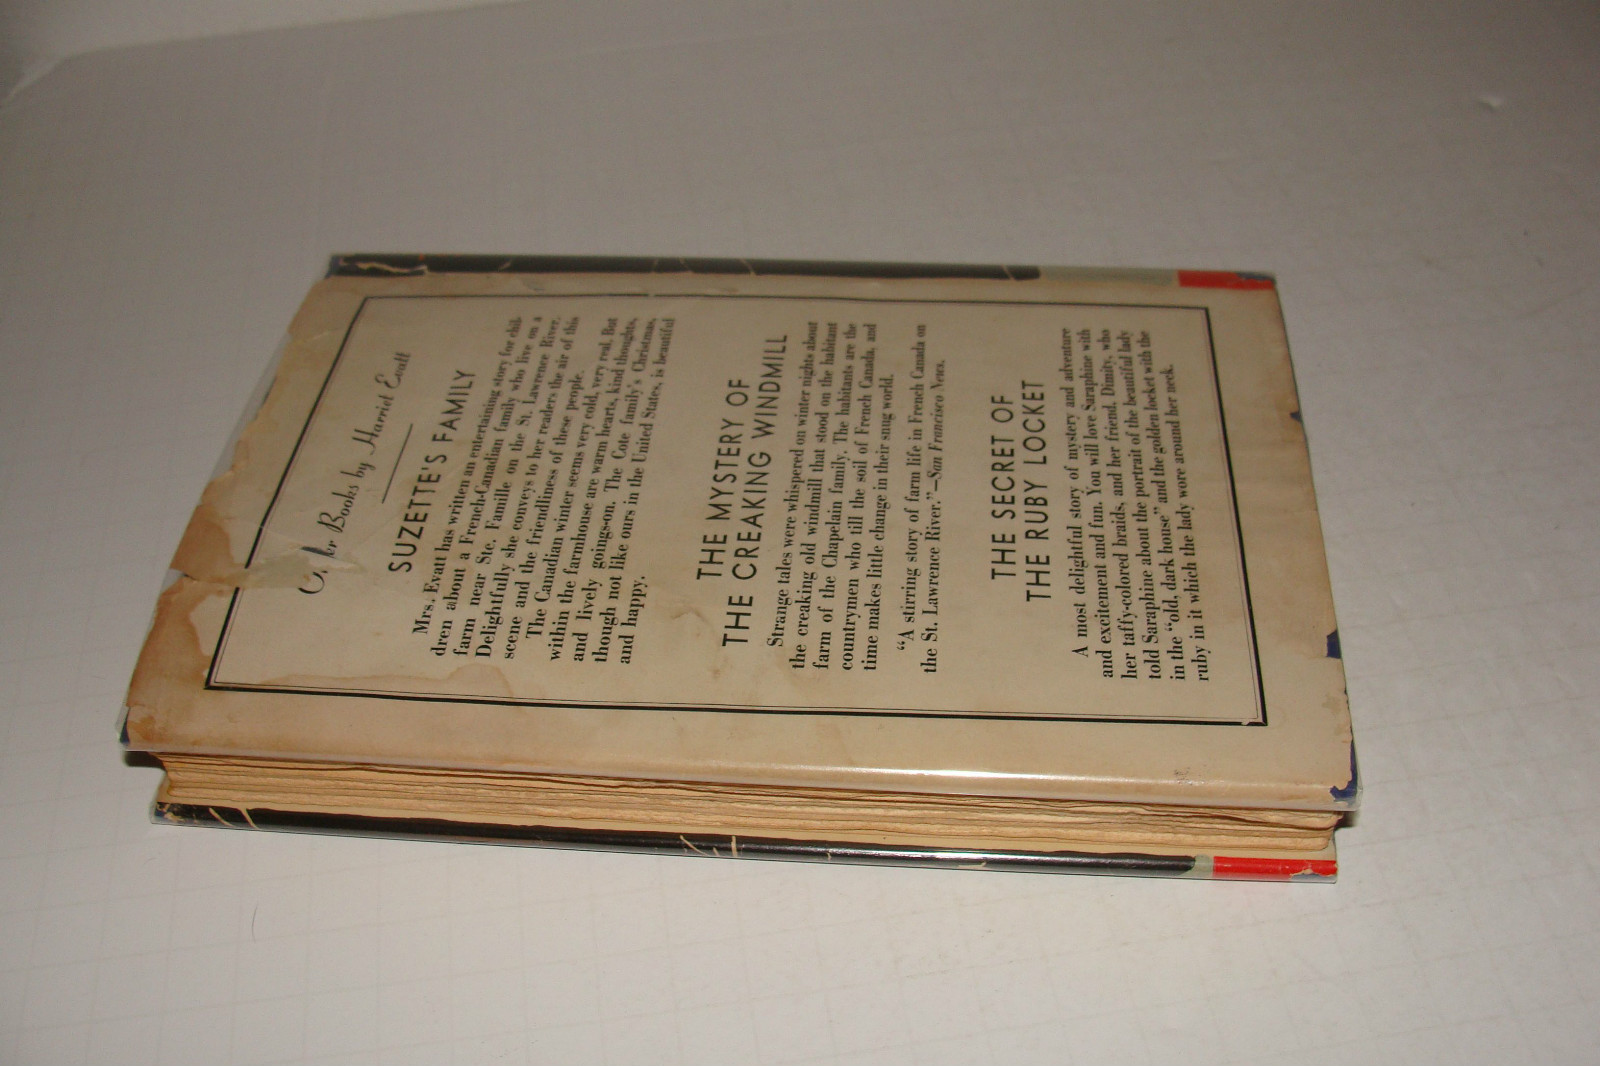 Other Books by Harriet Evatt
SUZETTE'S FAMILY
Mrs. Evatt has written an entertaining story for chil-
dren about a French-Canadian family who live on a
farm near Ste. Famille on the St. Lawrence River.
Delightfully she conveys to her readers the air of this
scene and the friendliness of these people.
The Canadian winter seems very cold, very real. But
within the farmhouse are warm hearts, kind thoughts,
and lively goings-on. The Cote family's Christmas,
though not like ours in the United States, is beautiful
and happy.
THE MYSTERY OF
THE CREAKING WINDMILL
Strange tales were whispered on winter nights about
the creaking old windmill that stood on the habitant
farm of the Chapelain family. The habitants are the
countrymen who till the soil of French Canada, and
time makes little change in their snug world.
"A stirring story of farm life in French Canada on
the St. Lawrence River."—San Francisco News.
THE SECRET OF
THE RUBY LOCKET
A most delightful story of mystery and adventure
and excitement and fun. You will love Saraphine with
her taffy-colored braids, and her friend, Dimity, who
told Saraphine about the portrait of the beautiful lady
in the "old, dark house" and the golden locket with the
ruby in it which the lady wore around her neck.